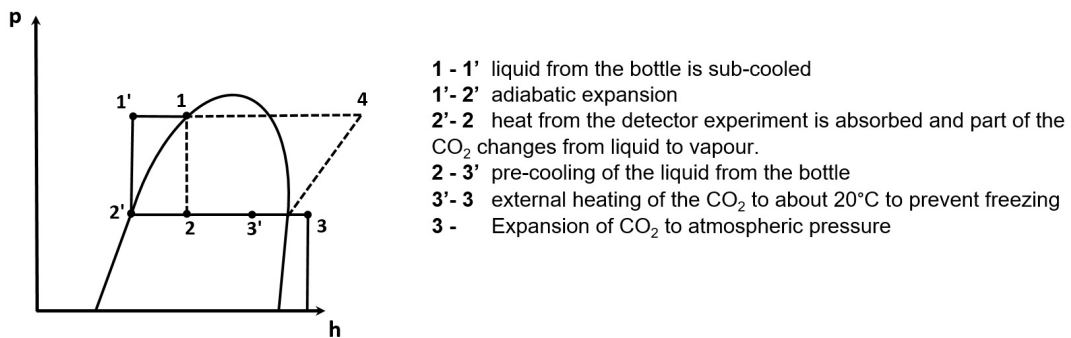 p
1'
1
4
2'
2
3'
3
h
1 - 1’ liquid from the bottle is sub-cooled
1’- 2’ adiabatic expansion
2’- 2 heat from the detector experiment is absorbed and part of the
CO₂ changes from liquid to vapour.
2 - 3’ pre-cooling of the liquid from the bottle
3’- 3 external heating of the CO₂ to about 20°C to prevent freezing
3 - Expansion of CO₂ to atmospheric pressure